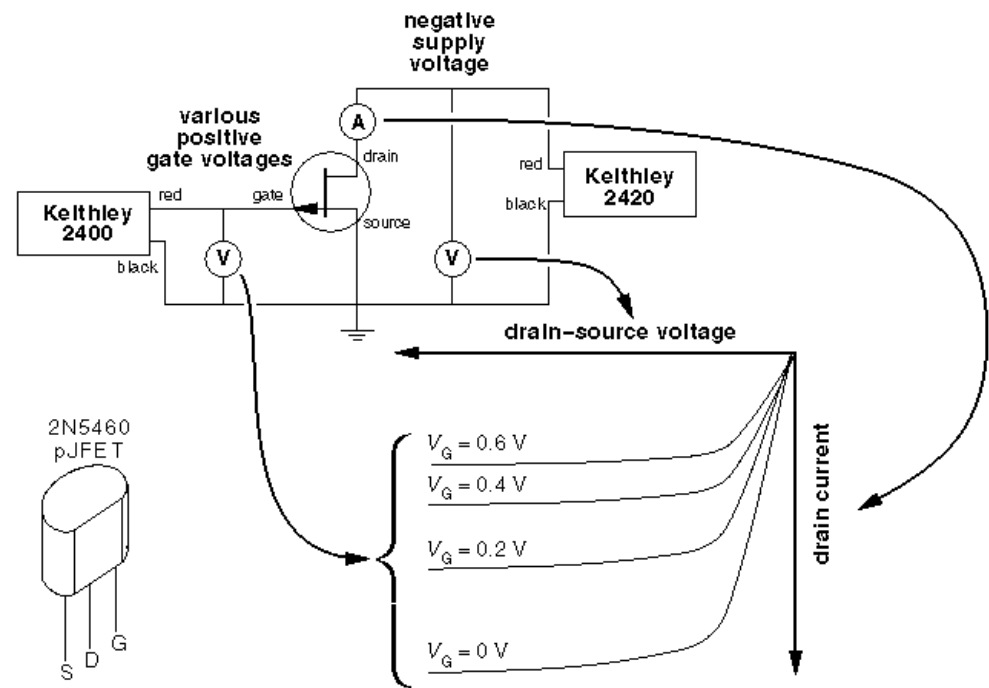 negative
supply
voltage
various
positive
gate voltages
A
drain
red
gate
source
Keithley
2400
black
V
V
red
black
Keithley
2420
drain–source voltage
drain current
2N5460
pJFET
S D G
V_G = 0.6 V
V_G = 0.4 V
V_G = 0.2 V
V_G = 0 V